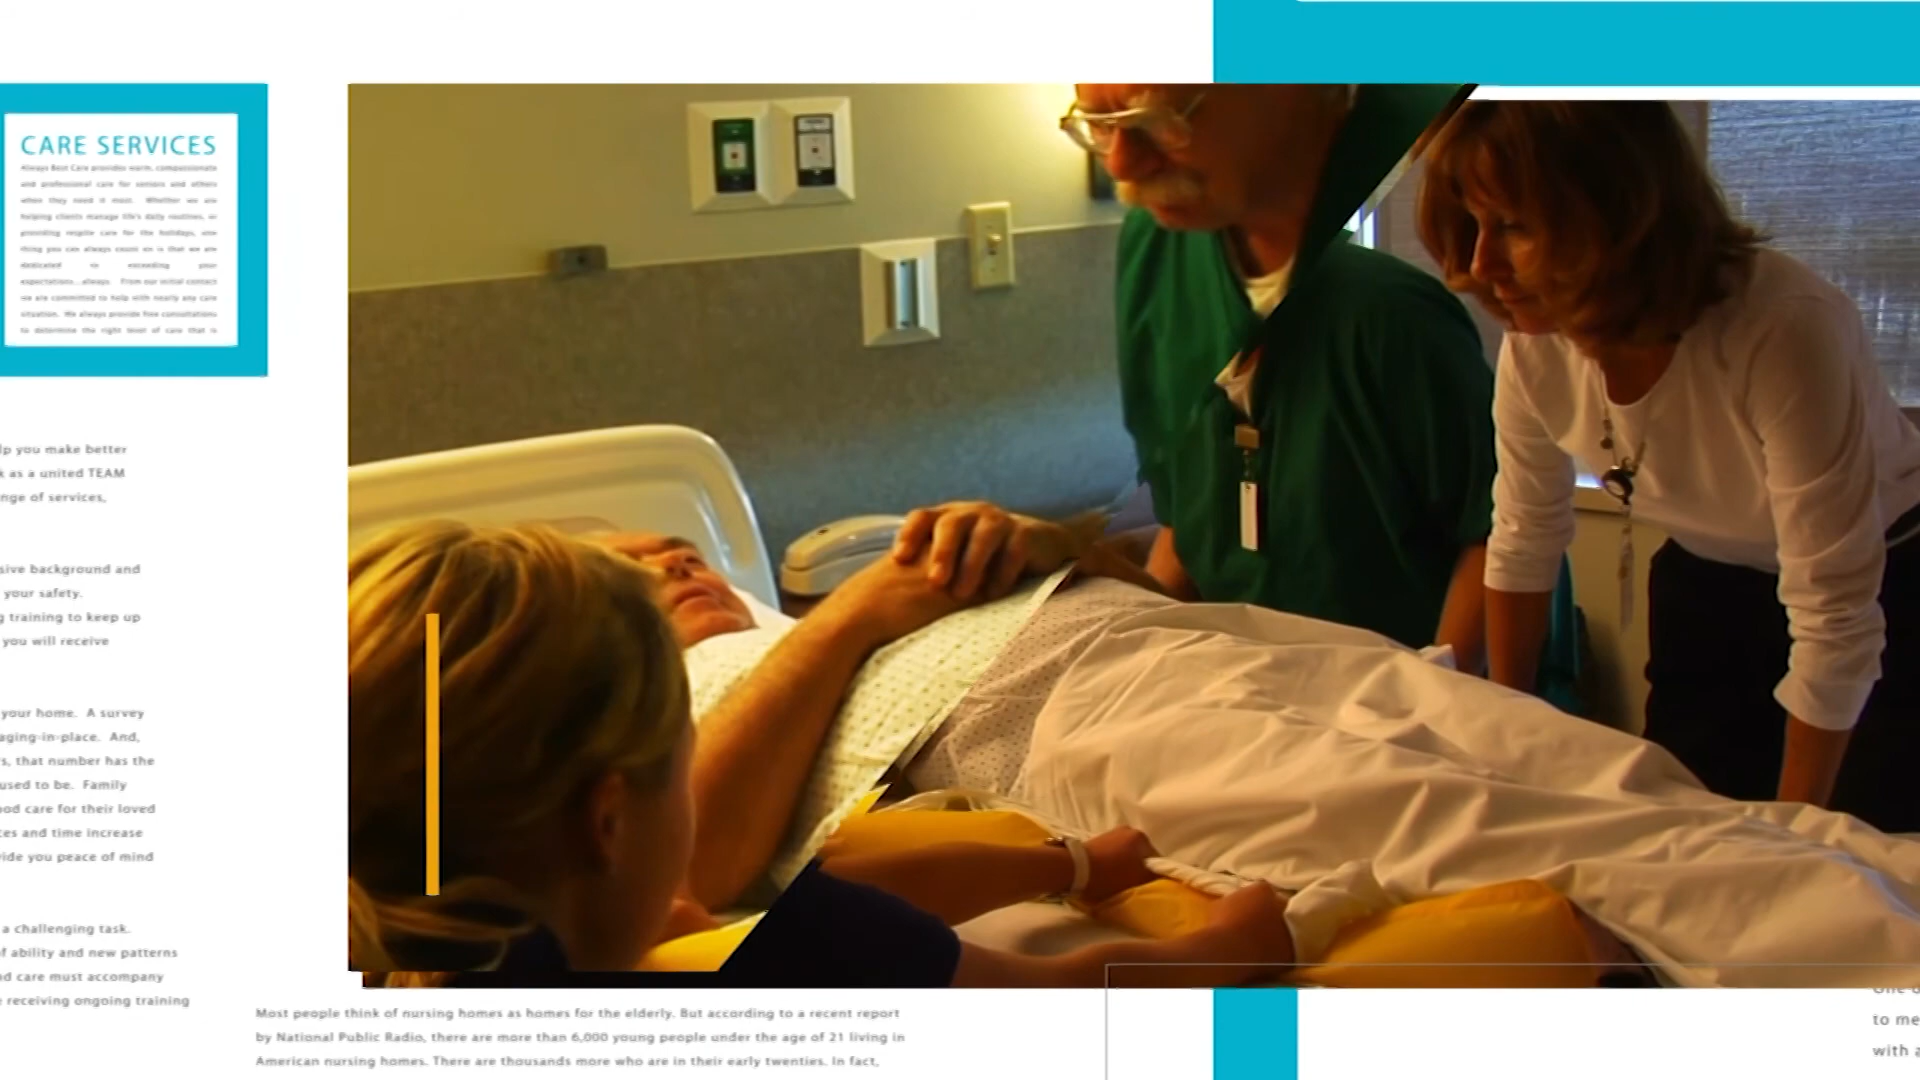 CARE SERVICES
Always Best Care provides warm, compassionate
and professional care for seniors and others
when they need it most. Whether we are
helping clients manage life's daily routines, or
providing respite care for the holidays, one
thing you can always count on is that we are
dedicated to exceeding your
expectations...always. From our initial contact
we are committed to help with nearly any care
situation. We always provide free consultations
to determine the right level of care that is
lp you make better
k as a united TEAM
nge of services,
sive background and
your safety.
g training to keep up
you will receive
your home. A survey
aging-in-place. And,
s, that number has the
used to be. Family
ood care for their loved
ces and time increase
vide you peace of mind
a challenging task.
of ability and new patterns
nd care must accompany
e receiving ongoing training
Most people think of nursing homes as homes for the elderly. But according to a recent report
by National Public Radio, there are more than 6,000 young people under the age of 21 living in
American nursing homes. There are thousands more who are in their early twenties. In fact,
to me
with a